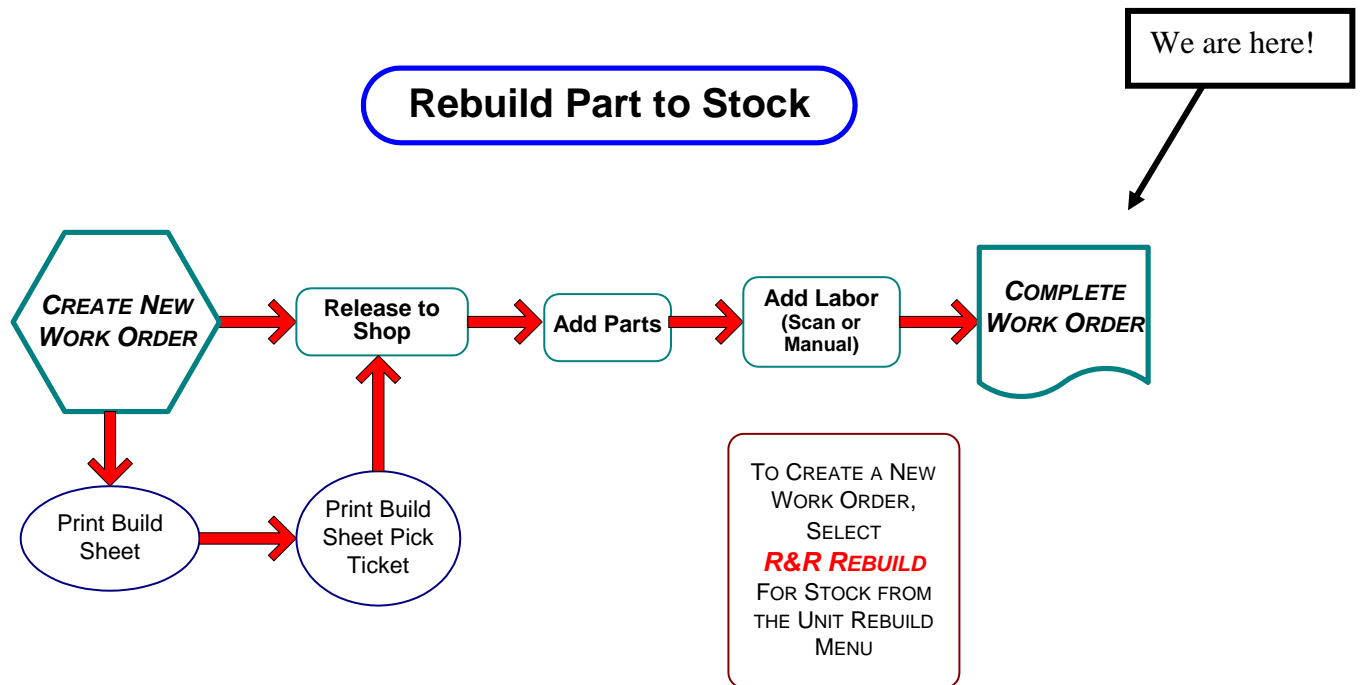 We are here!
Rebuild Part to Stock
CREATE NEW
WORK ORDER
Release to
Shop
Add Parts
Add Labor
(Scan or
Manual)
COMPLETE
WORK ORDER
Print Build
Sheet
Print Build
Sheet Pick
Ticket
TO CREATE A NEW
WORK ORDER,
SELECT
R&R REBUILD
FOR STOCK FROM
THE UNIT REBUILD
MENU